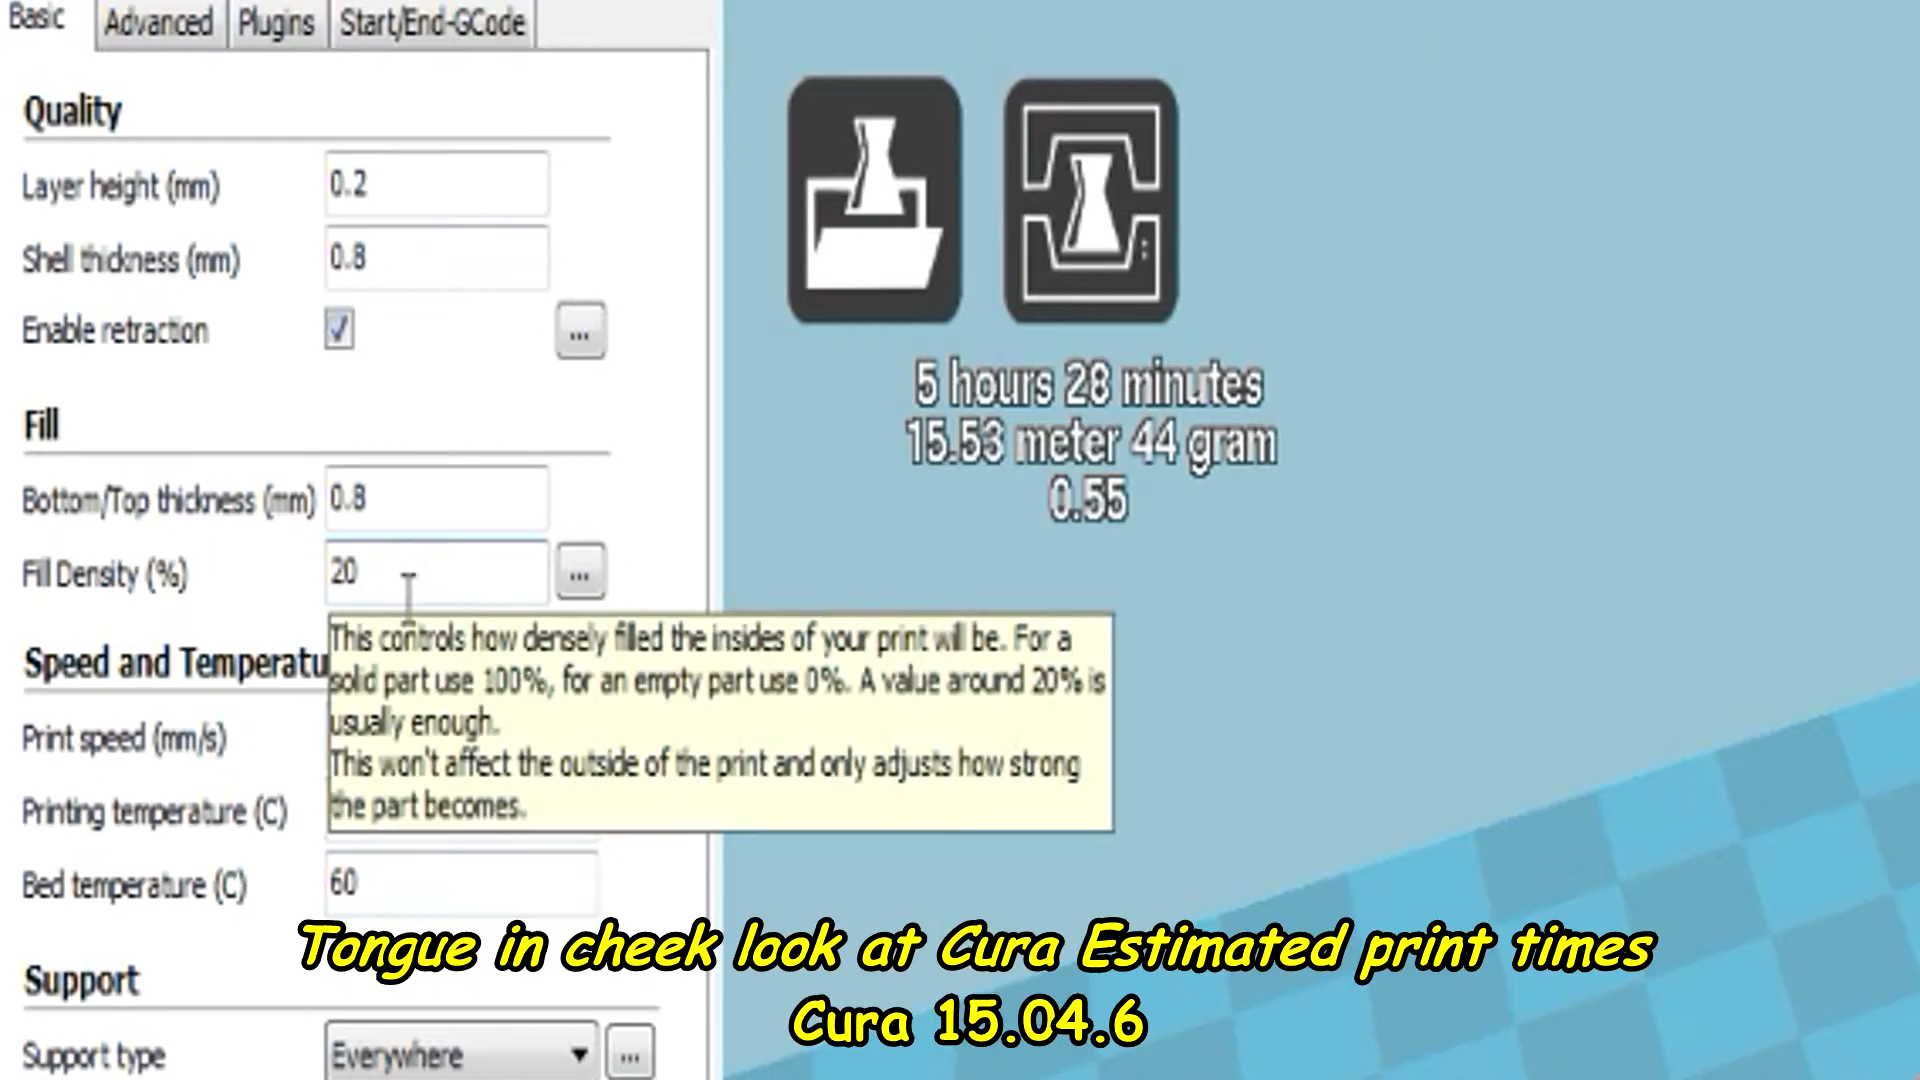 Basic
Advanced
Plugins
Start/End-GCode
Quality
Layer height (mm) 0.2
Shell thickness (mm) 0.8
Enable retraction ...
Fill
Bottom/Top thickness (mm) 0.8
Fill Density (%) 20 ...
Speed and Temperatu
Print speed (mm/s)
Printing temperature (C)
Bed temperature (C) 60
Support
Support type Everywhere ...
5 hours 28 minutes
15.53 meter 44 gram
0.55
This controls how densely filled the insides of your print will be. For a
solid part use 100%, for an empty part use 0%. A value around 20% is
usually enough.
This won't affect the outside of the print and only adjusts how strong
the part becomes.
Tongue in cheek look at Cura Estimated print times
Cura 15.04.6